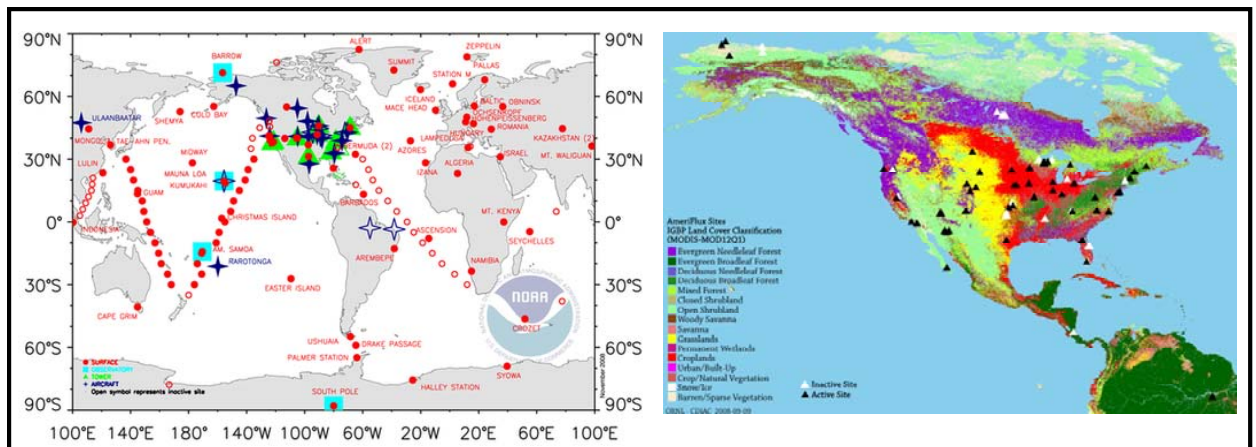 90°N
60°N
30°N
0°
30°S
60°S
90°S
100°E
140°E
180°
140°W
100°W
60°W
20°W
20°E
60°E
100°E
90°N
60°N
30°N
0°
30°S
60°S
90°S
ALERT
ZEPPELIN
BARROW
SUMMIT
PALLAS
STATION M
ICELAND
BALTIC
OBNINSK
MACE HEAD
COLD BAY
SHEMYA
ULAANBAATAR
HOHENPEISSENBERG
HUNGARY
ROMANIA
LAMPEDUSA
KAZAKHSTAN (2)
TAE-AHN PEN.
BERMUDA (2)
AZORES
ISRAEL
MT. WALIGUAN
LULIN
MIDWAY
ALGERIA
IZANA
MAUNA LOA
KUMUKAHI
GUAM
BARBADOS
CHRISTMAS ISLAND
MT. KENYA
INDONESIA
ASCENSION
SEYCHELLES
AM. SAMOA
RAROTONGA
AREMBEPE
NAMIBIA
EASTER ISLAND
NOAA
CAPE GRIM
CROZET
USHUAIA
DRAKE PASSAGE
PALMER STATION
SYOWA
HALLEY STATION
SOUTH POLE
SURFACE
OBSERVATORY
TOWER
AIRCRAFT
Open symbol represents inactive site
November 2008
AmeriFlux Sites
IGBP Land Cover Classification
(MODIS-MOD12Q1)
Evergreen Needleleaf Forest
Evergreen Broadleaf Forest
Deciduous Needleleaf Forest
Deciduous Broadleaf Forest
Mixed Forest
Closed Shrubland
Open Shrubland
Woody Savanna
Savanna
Grasslands
Permanent Wetlands
Croplands
Urban/Built-Up
Crop/Natural Vegetation
Snow/Ice
Barren/Sparse Vegetation
ORNL - CDIAC 2008-09-09
Inactive Site
Active Site